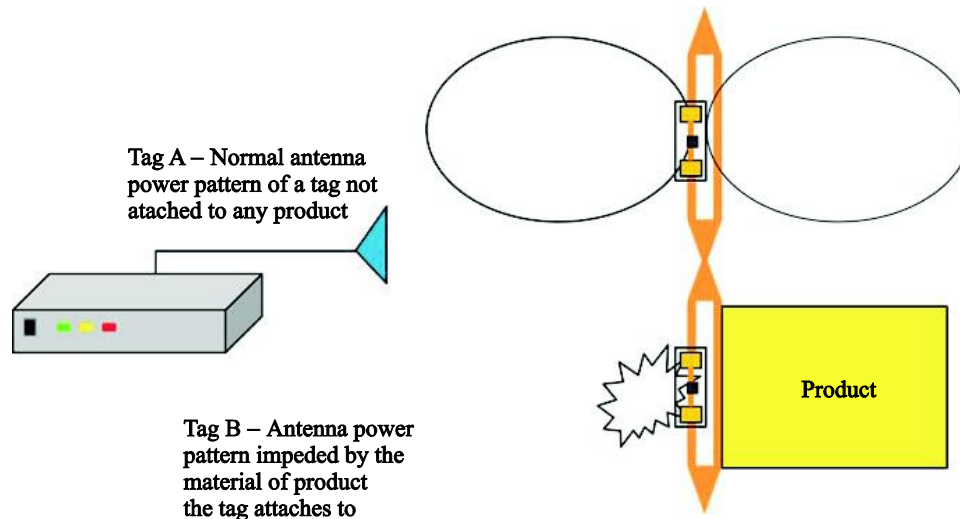 Tag A – Normal antenna
power pattern of a tag not
atached to any product
Product
Tag B – Antenna power
pattern impeded by the
material of product
the tag attaches to